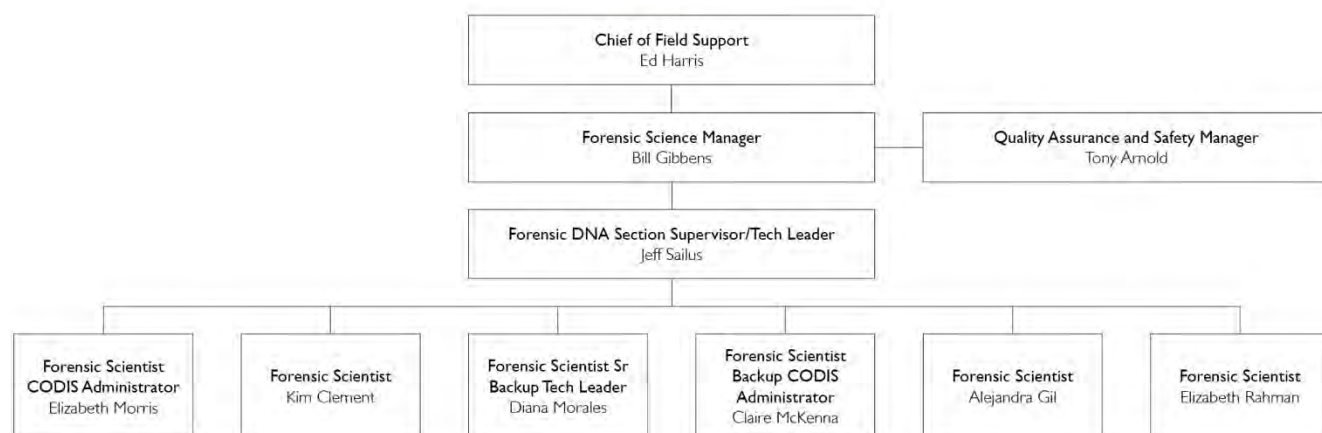 Chief of Field Support
Ed Harris
Forensic Science Manager
Bill Gibbens
Quality Assurance and Safety Manager
Tony Arnold
Forensic DNA Section Supervisor/Tech Leader
Jeff Sailus
Forensic Scientist
CODIS Administrator
Elizabeth Morris
Forensic Scientist
Kim Clement
Forensic Scientist Sr
Backup Tech Leader
Diana Morales
Forensic Scientist
Backup CODIS
Administrator
Claire McKenna
Forensic Scientist
Alejandra Gil
Forensic Scientist
Elizabeth Rahman